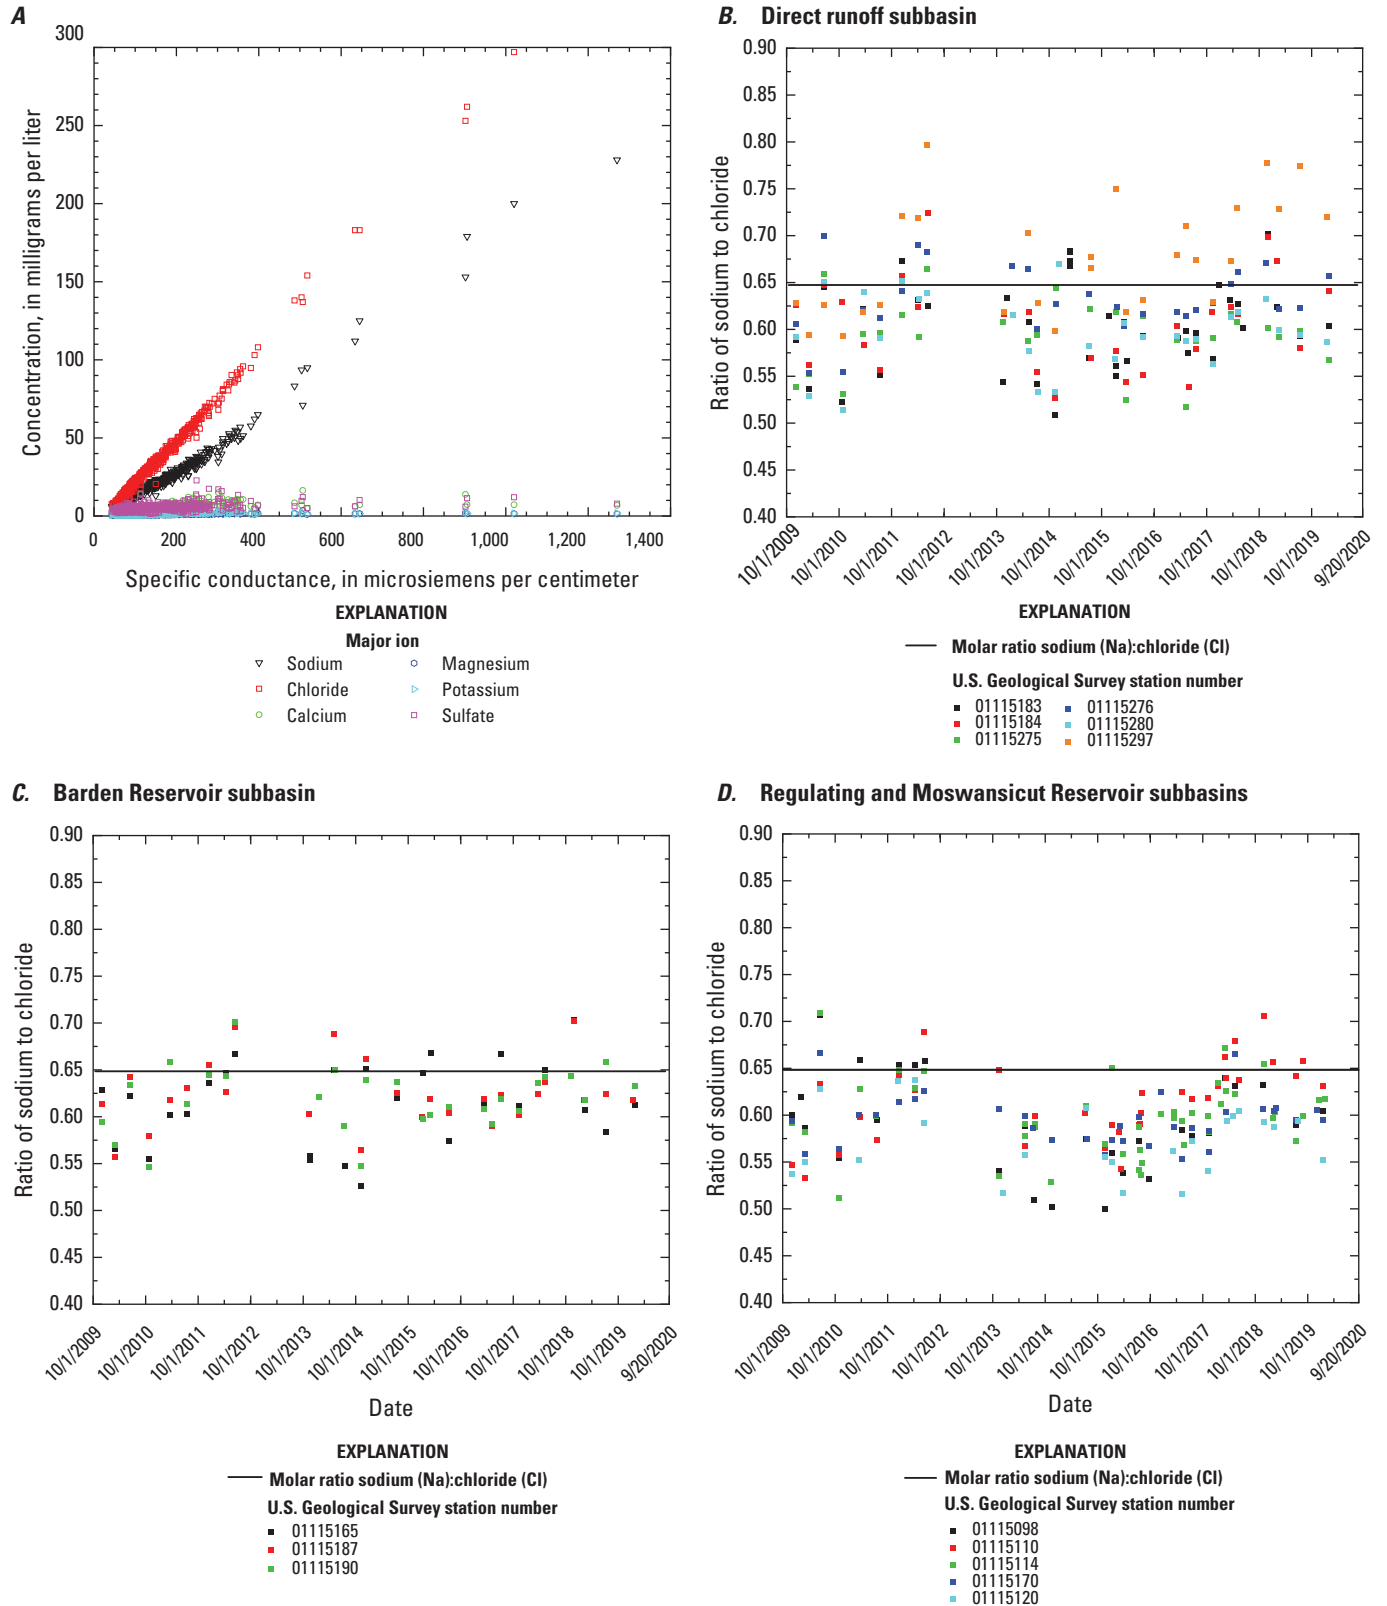 A
300
250
200
150
100
50
0
0 200 400 600 800 1,000 1,200 1,400
Concentration, in milligrams per liter
Specific conductance, in microsiemens per centimeter
EXPLANATION
Major ion
Sodium Magnesium
Chloride Potassium
Calcium Sulfate
B. Direct runoff subbasin
0.90
0.85
0.80
0.75
0.70
0.65
0.60
0.55
0.50
0.45
0.40
Ratio of sodium to chloride
10/1/2009 10/1/2010 10/1/2011 10/1/2012 10/1/2013 10/1/2014 10/1/2015 10/1/2016 10/1/2017 10/1/2018 10/1/2019 9/20/2020
EXPLANATION
Molar ratio sodium (Na):chloride (Cl)
U.S. Geological Survey station number
01115183 01115276
01115184 01115280
01115275 01115297
C. Barden Reservoir subbasin
0.90
0.85
0.80
0.75
0.70
0.65
0.60
0.55
0.50
0.45
0.40
Ratio of sodium to chloride
10/1/2009 10/1/2010 10/1/2011 10/1/2012 10/1/2013 10/1/2014 10/1/2015 10/1/2016 10/1/2017 10/1/2018 10/1/2019 9/20/2020
Date
EXPLANATION
Molar ratio sodium (Na):chloride (Cl)
U.S. Geological Survey station number
01115165
01115187
01115190
D. Regulating and Moswansicut Reservoir subbasins
0.90
0.85
0.80
0.75
0.70
0.65
0.60
0.55
0.50
0.45
0.40
Ratio of sodium to chloride
10/1/2009 10/1/2010 10/1/2011 10/1/2012 10/1/2013 10/1/2014 10/1/2015 10/1/2016 10/1/2017 10/1/2018 10/1/2019 9/20/2020
Date
EXPLANATION
Molar ratio sodium (Na):chloride (Cl)
U.S. Geological Survey station number
01115098
01115110
01115114
01115170
01115120